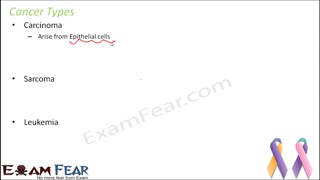 Cancer Types
• Carcinoma
– Arise from Epithelial cells
• Sarcoma
• Leukemia
ExamFear.com
EXAM FEAR
No more fear from Exam